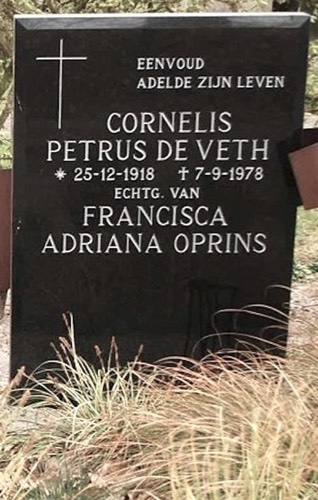 EENVOUD
ADELDE ZIJN LEVEN
CORNELIS
PETRUS DE VETH
* 25-12-1918 † 7-9-1978
ECHTG. VAN
FRANCISCA
ADRIANA OPRINS